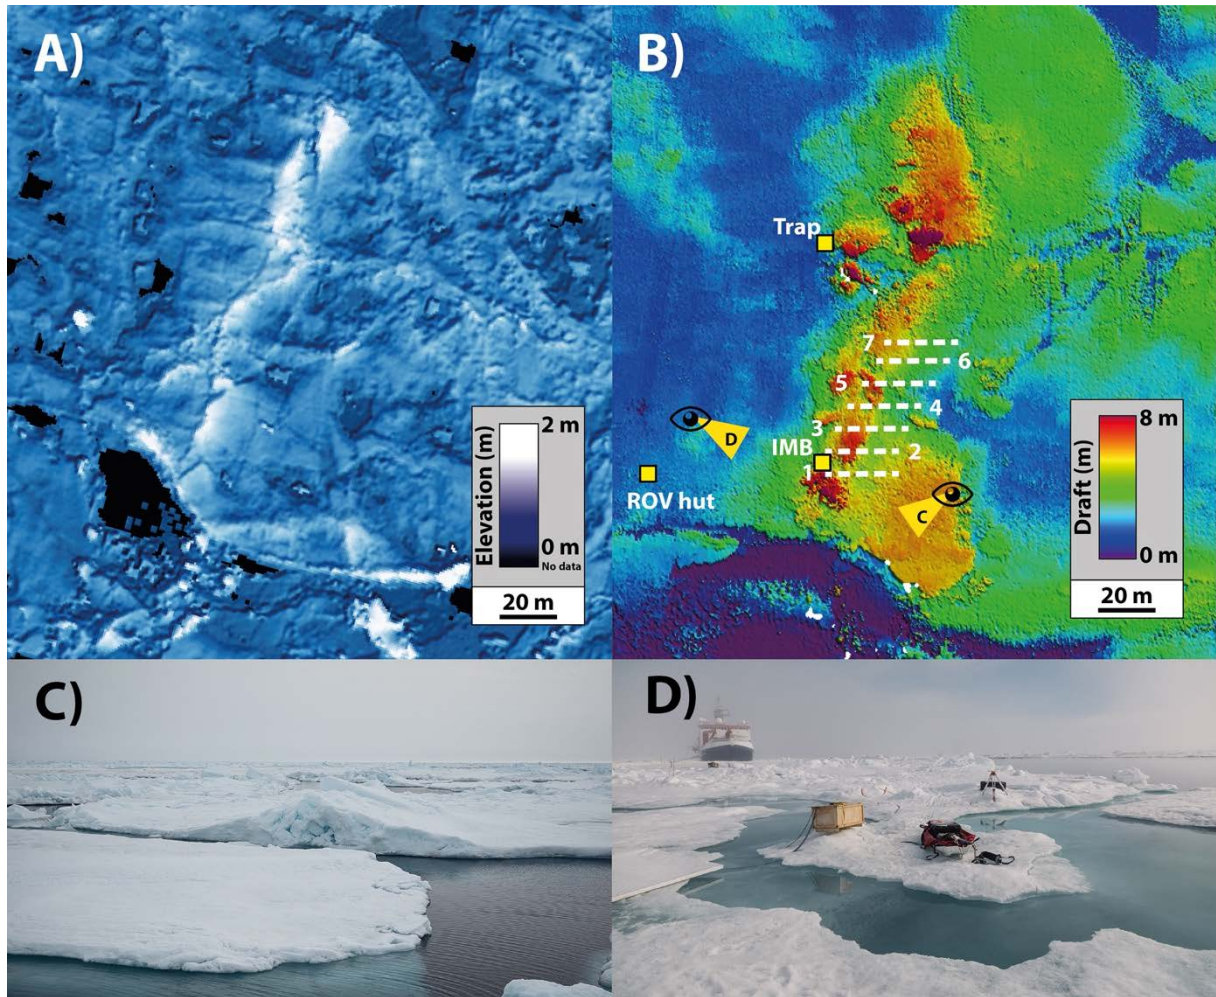 A)
Elevation (m)
2 m
0 m
No data
20 m
B)
Trap
7
6
5
4
3
D
IMB
2
1
ROV hut
C
Draft (m)
8 m
0 m
20 m
C)
D)